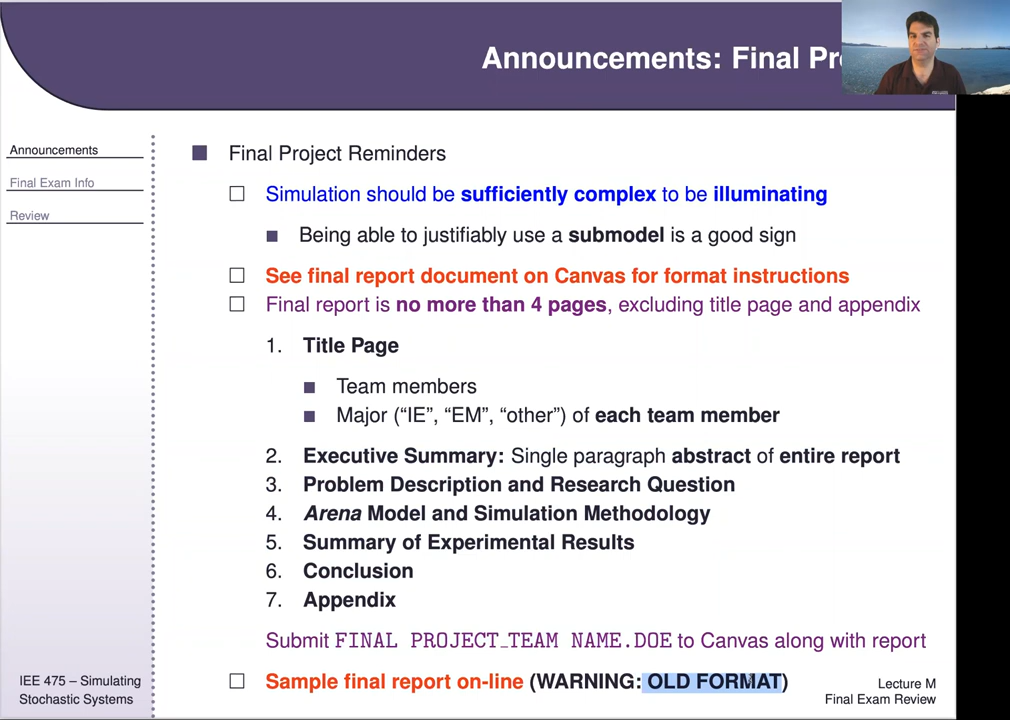 Announcements: Final Pr
Announcements
Final Exam Info
Review
Final Project Reminders
Simulation should be sufficiently complex to be illuminating
Being able to justifiably use a submodel is a good sign
See final report document on Canvas for format instructions
Final report is no more than 4 pages, excluding title page and appendix
1. Title Page
Team members
Major (“IE”, “EM”, “other”) of each team member
2. Executive Summary: Single paragraph abstract of entire report
3. Problem Description and Research Question
4. Arena Model and Simulation Methodology
5. Summary of Experimental Results
6. Conclusion
7. Appendix
Submit FINAL PROJECT_TEAM NAME.DOE to Canvas along with report
Sample final report on-line (WARNING: OLD FORMAT)
IEE 475 – Simulating
Stochastic Systems
Lecture M
Final Exam Review